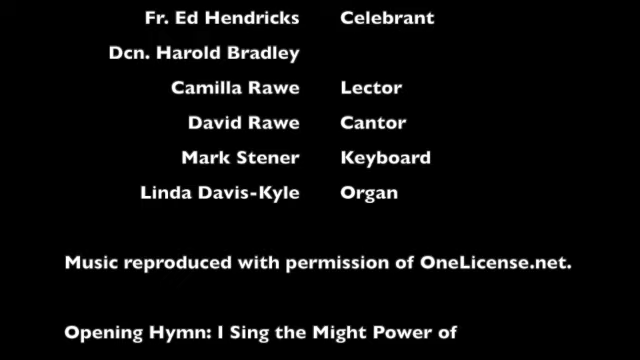 Fr. Ed Hendricks Celebrant
Dcn. Harold Bradley
Camilla Rawe Lector
David Rawe Cantor
Mark Stener Keyboard
Linda Davis-Kyle Organ
Music reproduced with permission of OneLicense.net.
Opening Hymn: I Sing the Might Power of